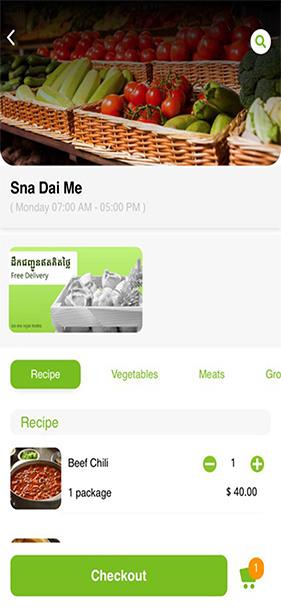 Sna Dai Me
( Monday 07:00 AM - 05:00 PM )
ដឹកជញ្ជូនឥតគិតថ្លៃ
Free Delivery
Recipe
Vegetables
Meats
Gro
Recipe
Beef Chili
1
1 package
$ 40.00
Checkout
1